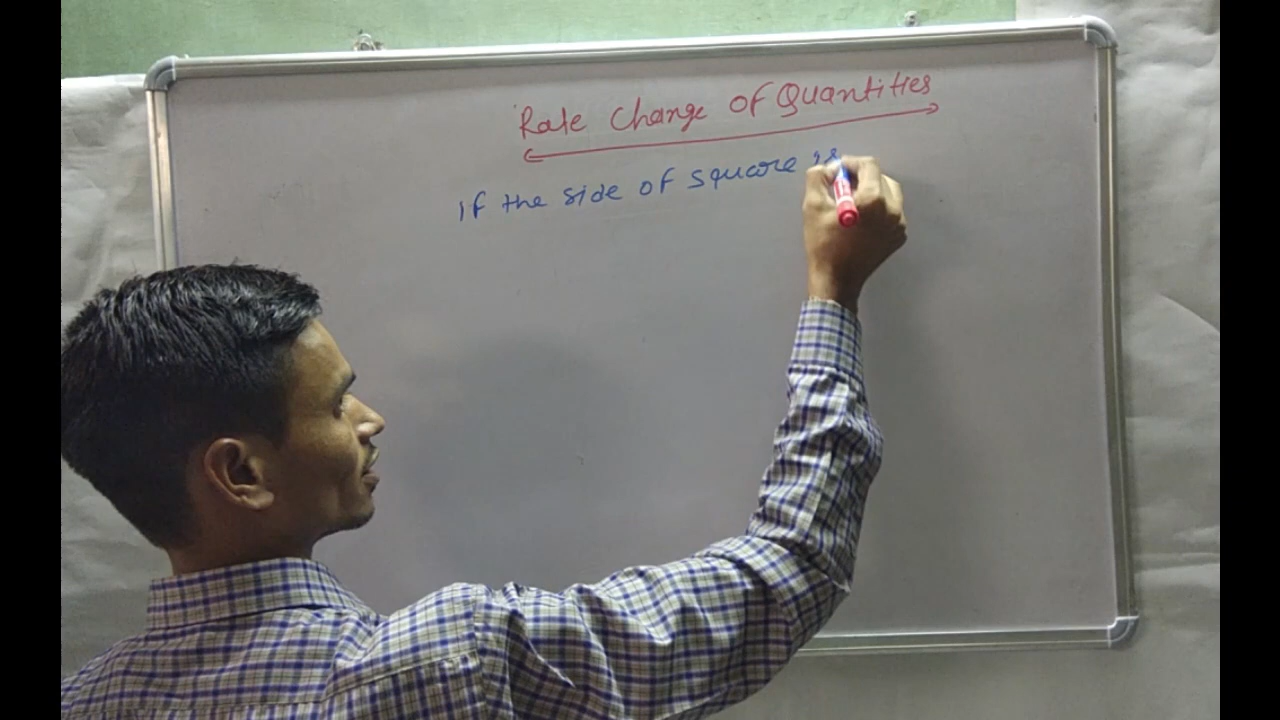 Rate Change of Quantities
If the side of square is